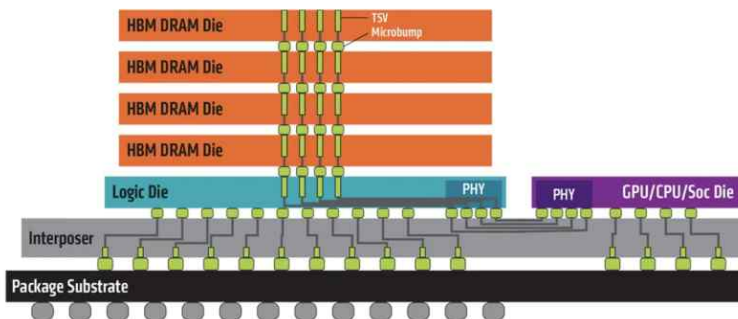 HBM DRAM Die
TSV
Microbump
HBM DRAM Die
HBM DRAM Die
HBM DRAM Die
Logic Die
PHY
PHY
GPU/CPU/Soc Die
Interposer
Package Substrate